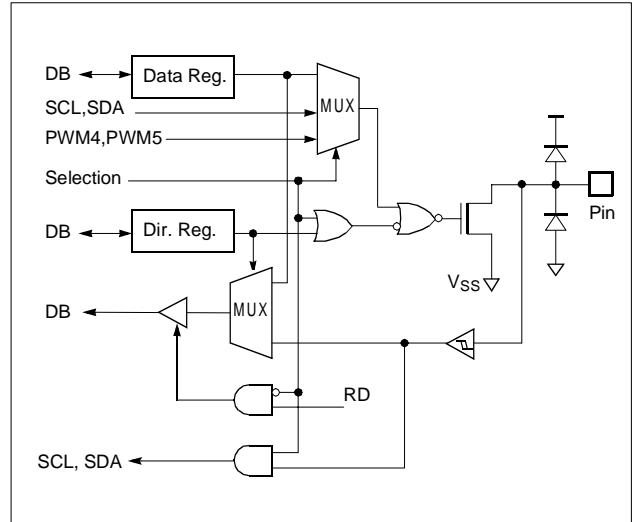 DB
Data Reg.
MUX
SCL,SDA
PWM4,PWM5
Selection
DB
Dir. Reg.
Pin
VSS
DB
MUX
RD
SCL, SDA